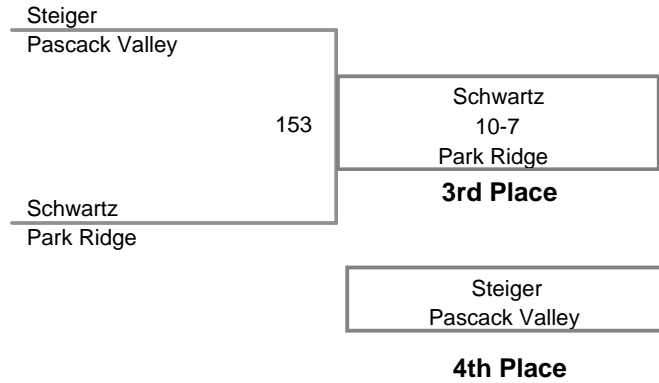 Steiger
Pascack Valley
153
Schwartz
10-7
Park Ridge
3rd Place
Schwartz
Park Ridge
Steiger
Pascack Valley
4th Place